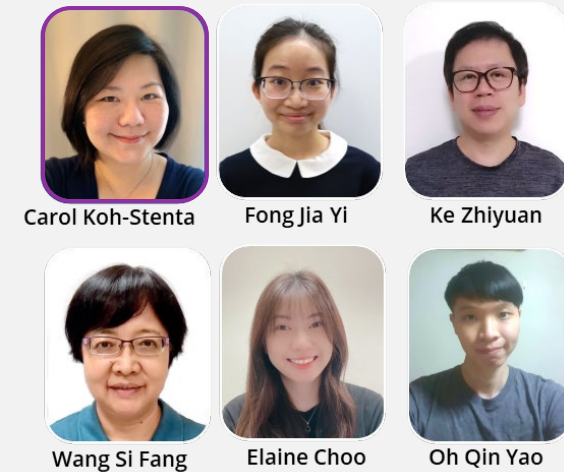 Carol Koh-Stenta
Fong Jia Yi
Ke Zhiyuan
Wang Si Fang
Elaine Choo
Oh Qin Yao